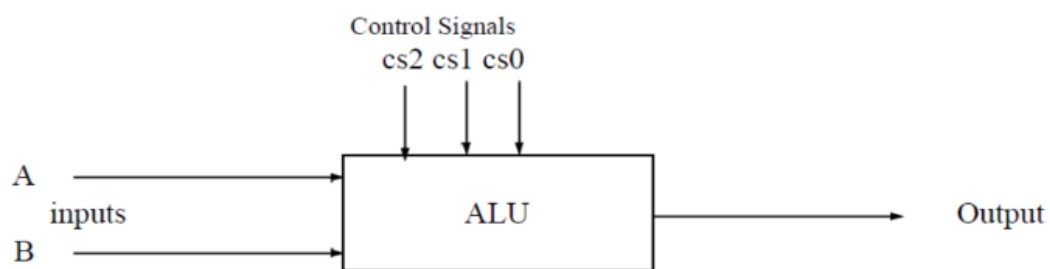 Control Signals
cs2 cs1 cs0
A
inputs
ALU
Output
B